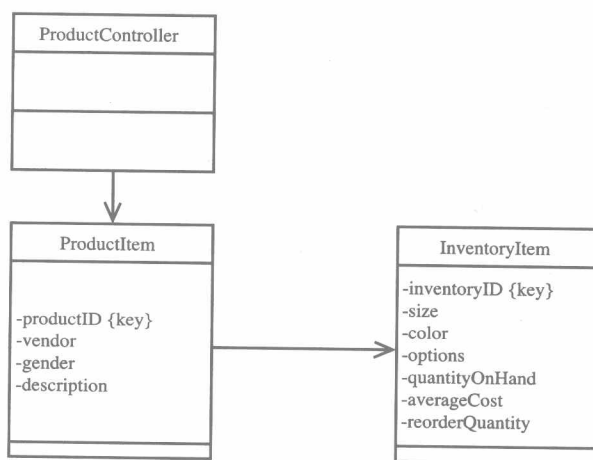 ProductController
ProductItem
-productID {key}
-vendor
-gender
-description
InventoryItem
-inventoryID {key}
-size
-color
-options
-quantityOnHand
-averageCost
-reorderQuantity